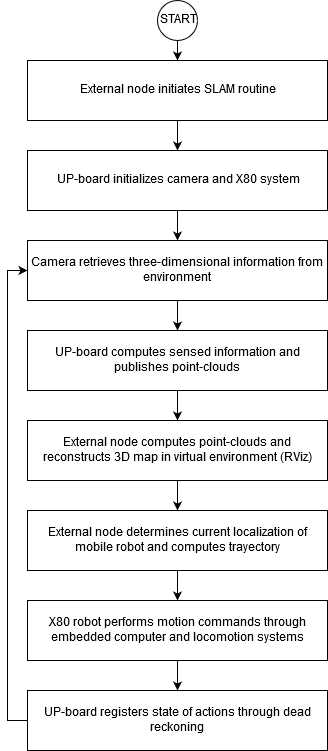 START
External node initiates SLAM routine
UP-board initializes camera and X80 system
Camera retrieves three-dimensional information from
environment
UP-board computes sensed information and
publishes point-clouds
External node computes point-clouds and
reconstructs 3D map in virtual environment (RViz)
External node determines current localization of
mobile robot and computes trayectory
X80 robot performs motion commands through
embedded computer and locomotion systems
UP-board registers state of actions through dead
reckoning